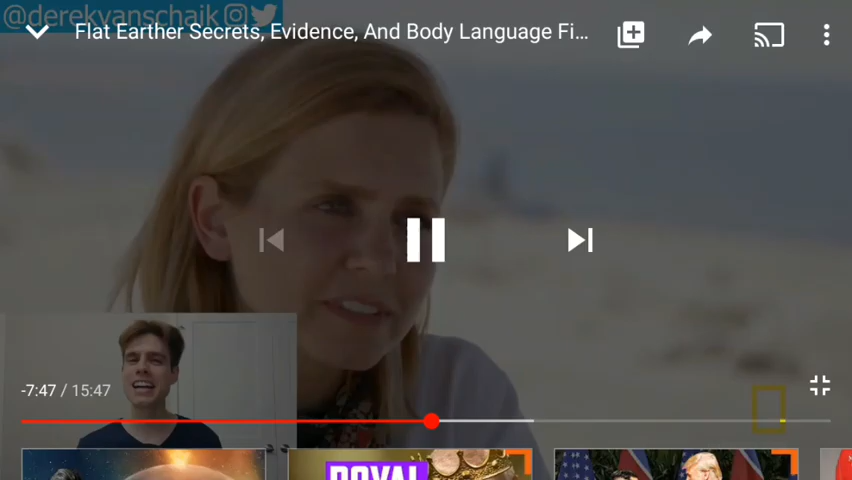 @derekvanschaik
Flat Earther Secrets, Evidence, And Body Language Fi...
-7:47 / 15:47
ROYAL